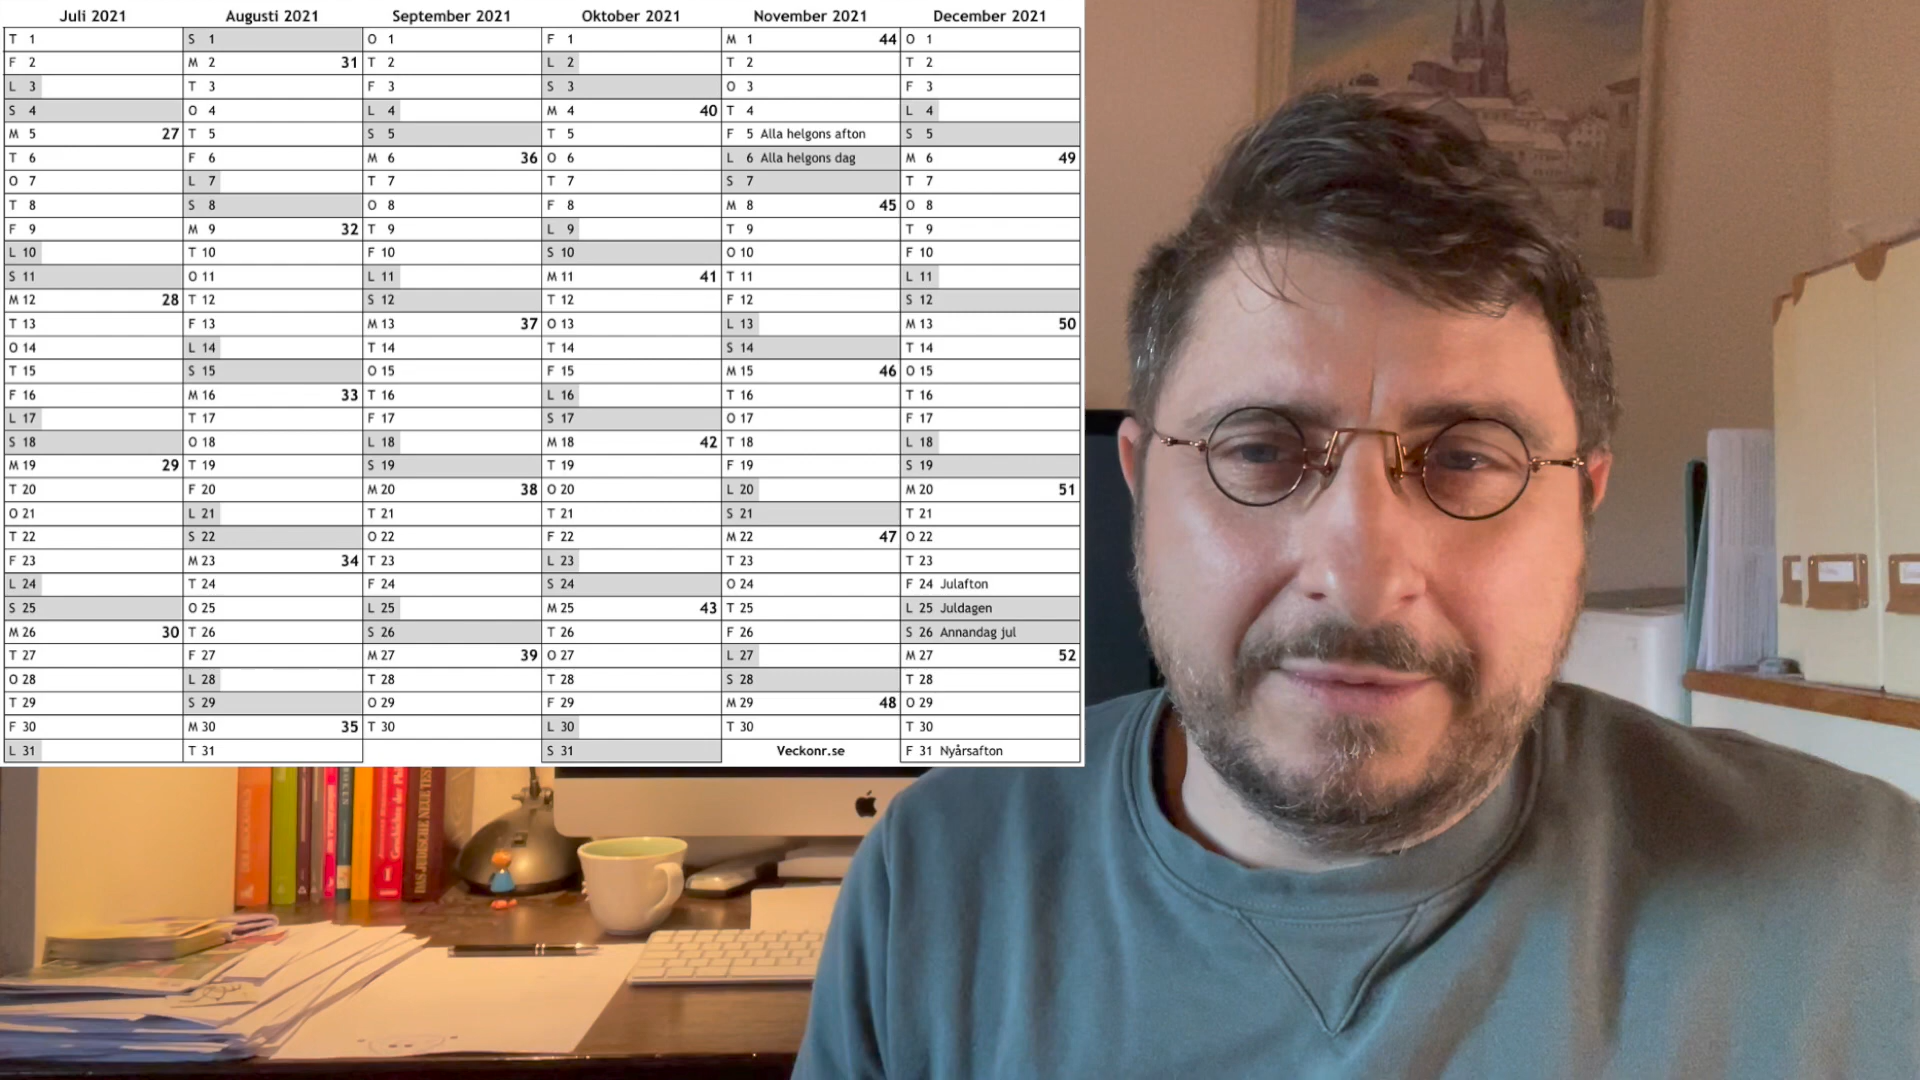 Juli 2021
T 1
F 2
L 3
S 4
M 5 27
T 6
O 7
T 8
F 9
L 10
S 11
M 12 28
T 13
O 14
T 15
F 16
L 17
S 18
M 19 29
T 20
O 21
T 22
F 23
L 24
S 25
M 26 30
T 27
O 28
T 29
F 30
L 31
Augusti 2021
S 1
M 2 31
T 3
O 4
T 5
F 6
L 7
S 8
M 9 32
T 10
O 11
T 12
F 13
L 14
S 15
M 16 33
T 17
O 18
T 19
F 20
L 21
S 22
M 23 34
T 24
O 25
T 26
F 27
L 28
S 29
M 30 35
T 31
September 2021
O 1
T 2
F 3
L 4
S 5
M 6 36
T 7
O 8
T 9
F 10
L 11
S 12
M 13 37
T 14
O 15
T 16
F 17
L 18
S 19
M 20 38
T 21
O 22
T 23
F 24
L 25
S 26
M 27 39
T 28
O 29
T 30
Oktober 2021
F 1
L 2
S 3
M 4 40
T 5
O 6
T 7
F 8
L 9
S 10
M 11 41
T 12
O 13
T 14
F 15
L 16
S 17
M 18 42
T 19
O 20
T 21
F 22
L 23
S 24
M 25 43
T 26
O 27
T 28
F 29
L 30
S 31
November 2021
M 1 44
T 2
O 3
T 4
F 5 Alla helgons afton
L 6 Alla helgons dag
S 7
M 8 45
T 9
O 10
T 11
F 12
L 13
S 14
M 15 46
T 16
O 17
T 18
F 19
L 20
S 21
M 22 47
T 23
O 24
T 25
F 26
L 27
S 28
M 29 48
T 30
Veckonr.se
December 2021
O 1
T 2
F 3
L 4
S 5
M 6 49
T 7
O 8
T 9
F 10
L 11
S 12
M 13 50
T 14
O 15
T 16
F 17
L 18
S 19
M 20 51
T 21
O 22
T 23
F 24 Julafton
L 25 Juldagen
S 26 Annandag jul
M 27 52
T 28
O 29
T 30
F 31 Nyårsafton
DAS JÜDISCHE NEUE TEST